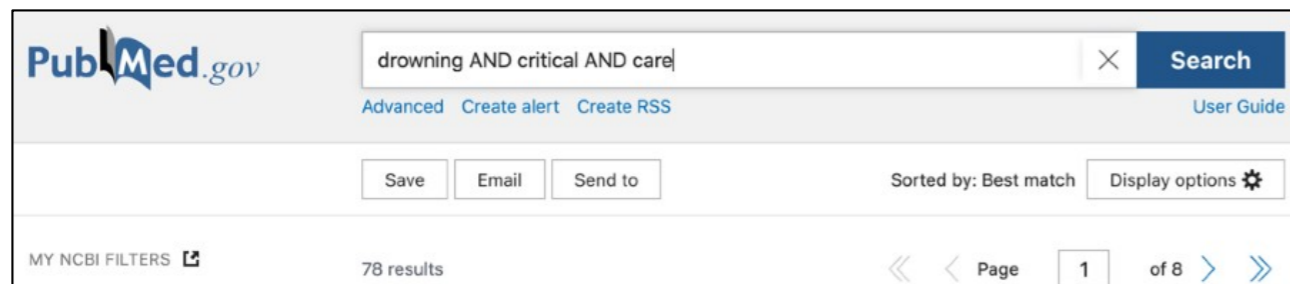 PubMed.gov
drowning AND critical AND care
Search
Advanced Create alert Create RSS
User Guide
Save Email Send to
Sorted by: Best match Display options
MY NCBI FILTERS
78 results
Page 1 of 8